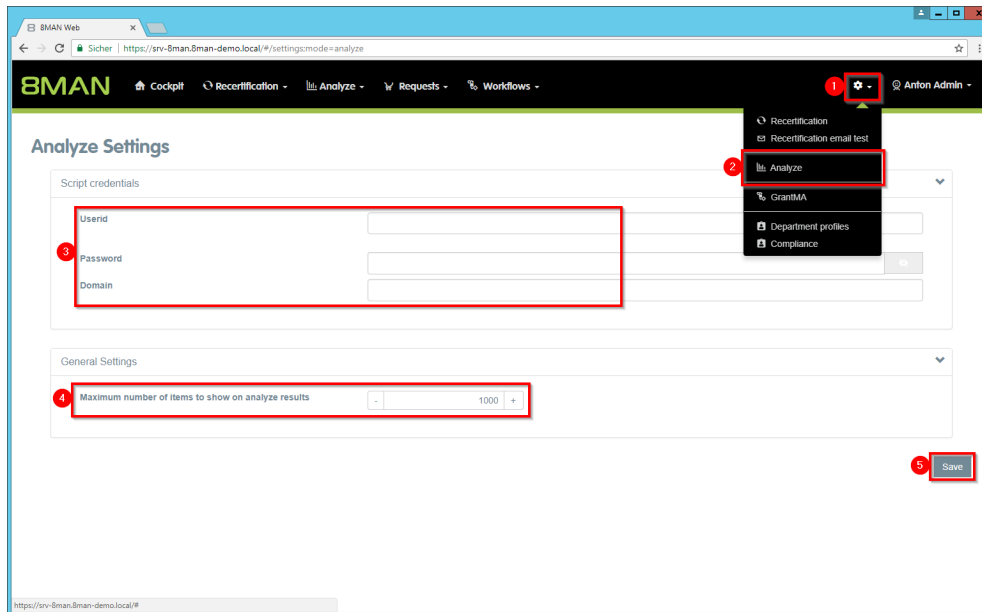 8MAN Web
Sicher | https://srv-8man.8man-demo.local/#/settings:mode=analyze
8MAN Cockpit Recertification Analyze Requests Workflows 1 Anton Admin
Recertification
Recertification email test
2 Analyze
GrantMA
Department profiles
Compliance
Analyze Settings
Script credentials
Userid
3 Password
Domain
General Settings
4 Maximum number of items to show on analyze results - 1000 +
5 Save
https://srv-8man.8man-demo.local/#